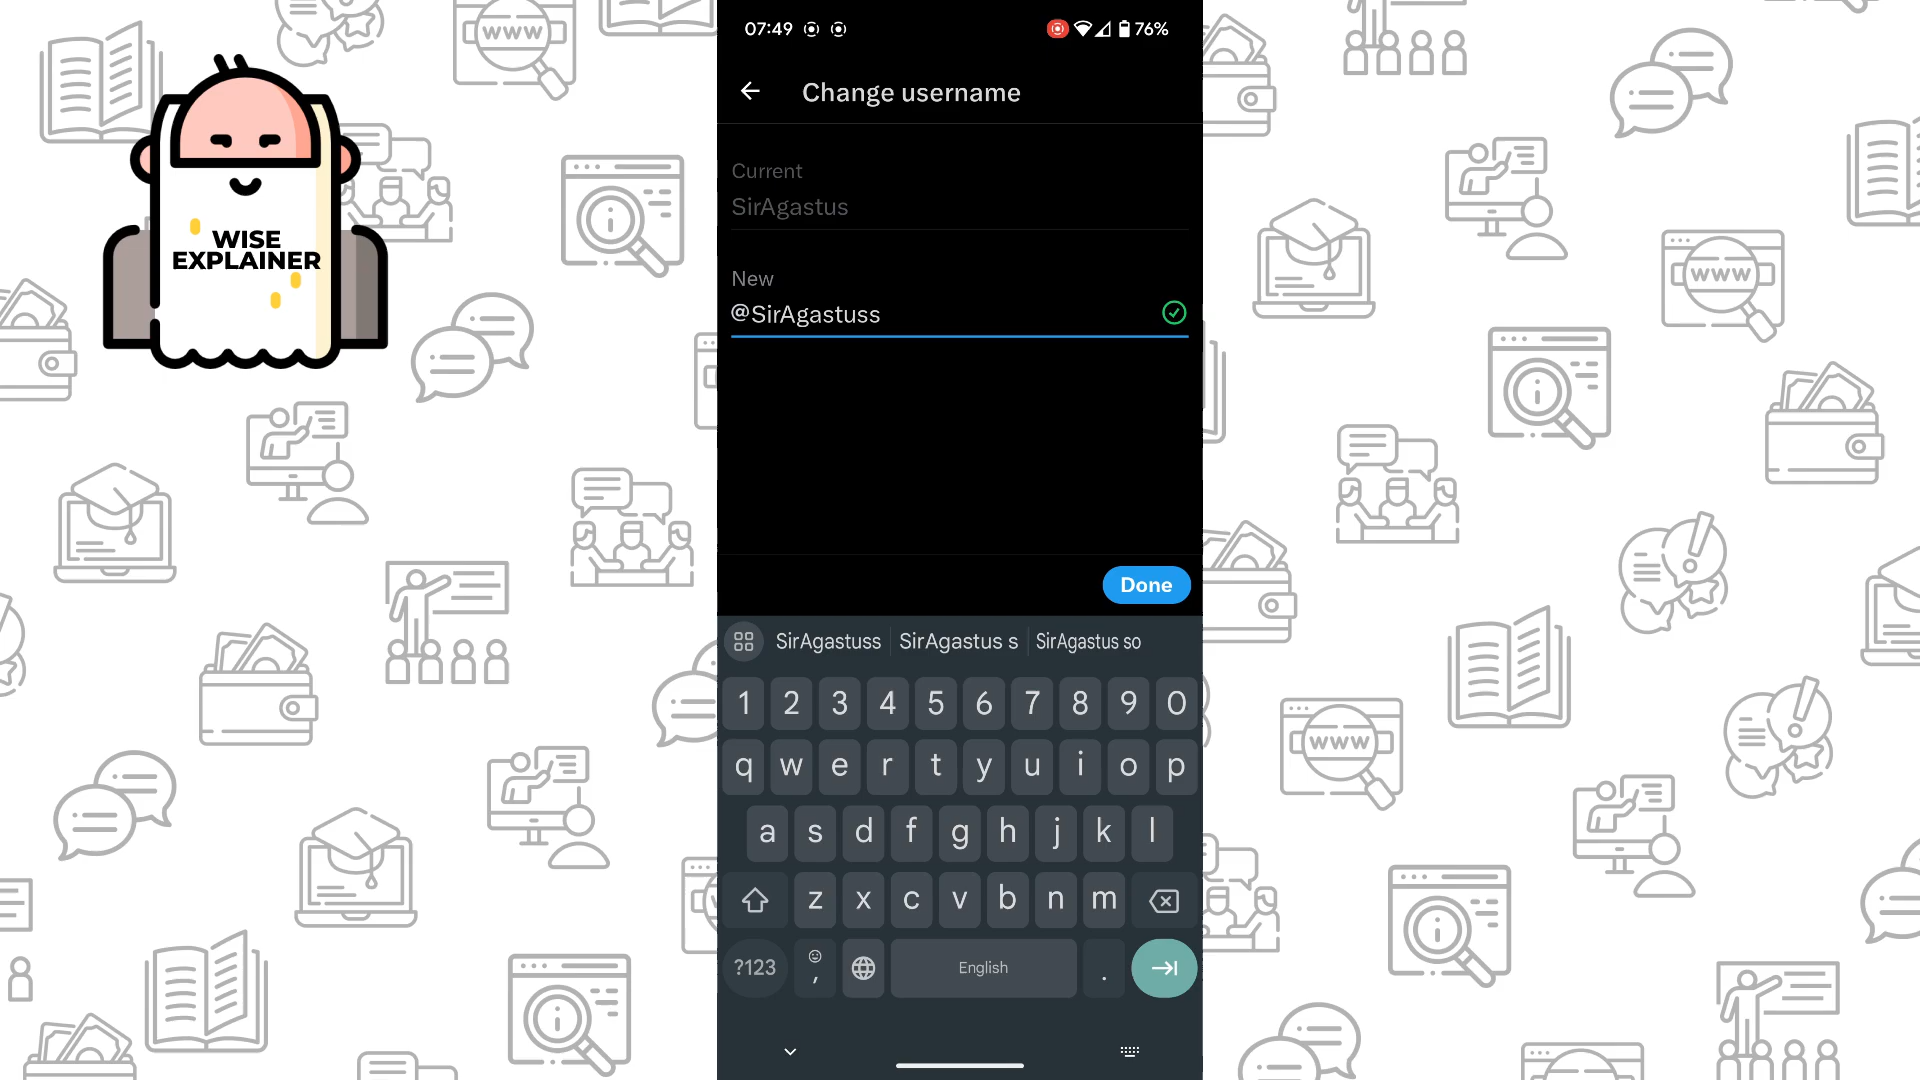 WISE
EXPLAINER
07:49
76%
Change username
Current
SirAgastus
New
@SirAgastuss
Done
SirAgastuss SirAgastus s SirAgastus so
1 2 3 4 5 6 7 8 9 0
q w e r t y u i o p
a s d f g h j k l
z x c v b n m
?123 , English .
www
www
www
www